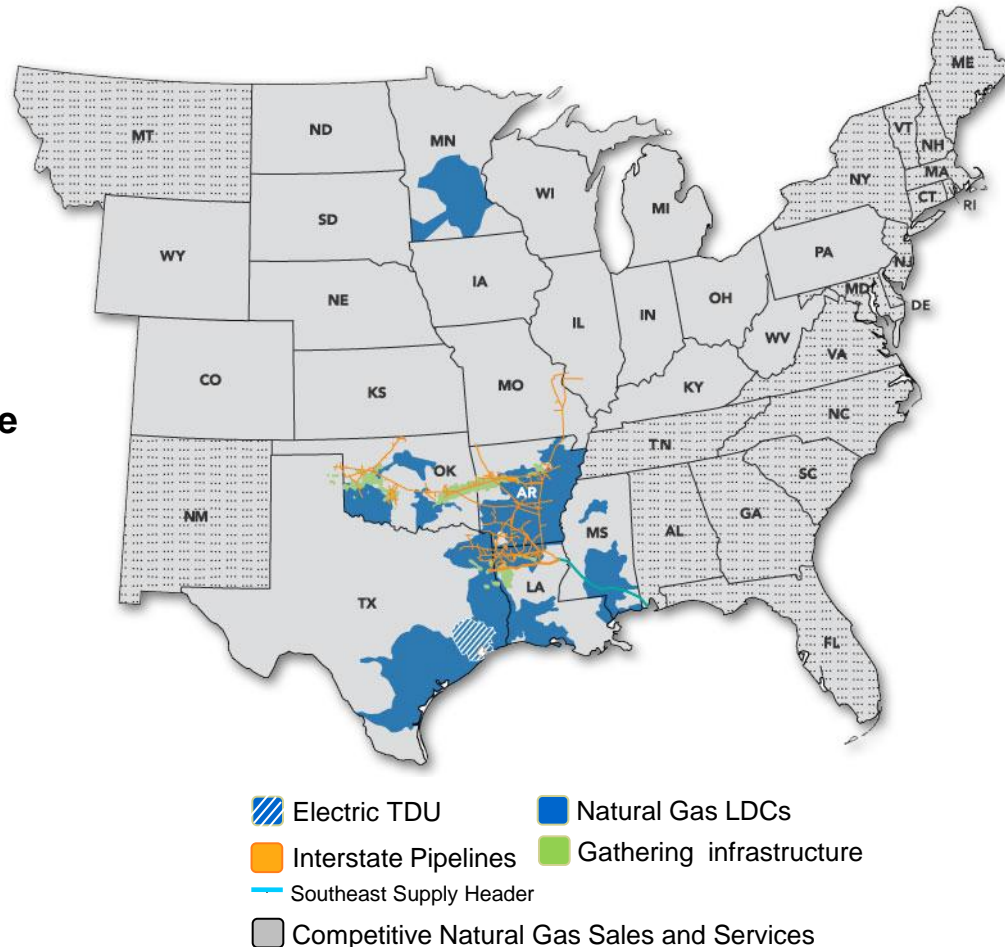 ME
VT
NH
MT
ND
MN
NY
MA
WI
CT
RI
SD
MI
WY
PA
NJ
IA
MD
NE
OH
DE
IL
IN
WV
VA
CO
KS
MO
KY
NC
e
TN
OK
SC
AR
NM
MS
AL
GA
LA
TX
FL
Electric TDU Natural Gas LDCs
Interstate Pipelines Gathering infrastructure
Southeast Supply Header
Competitive Natural Gas Sales and Services